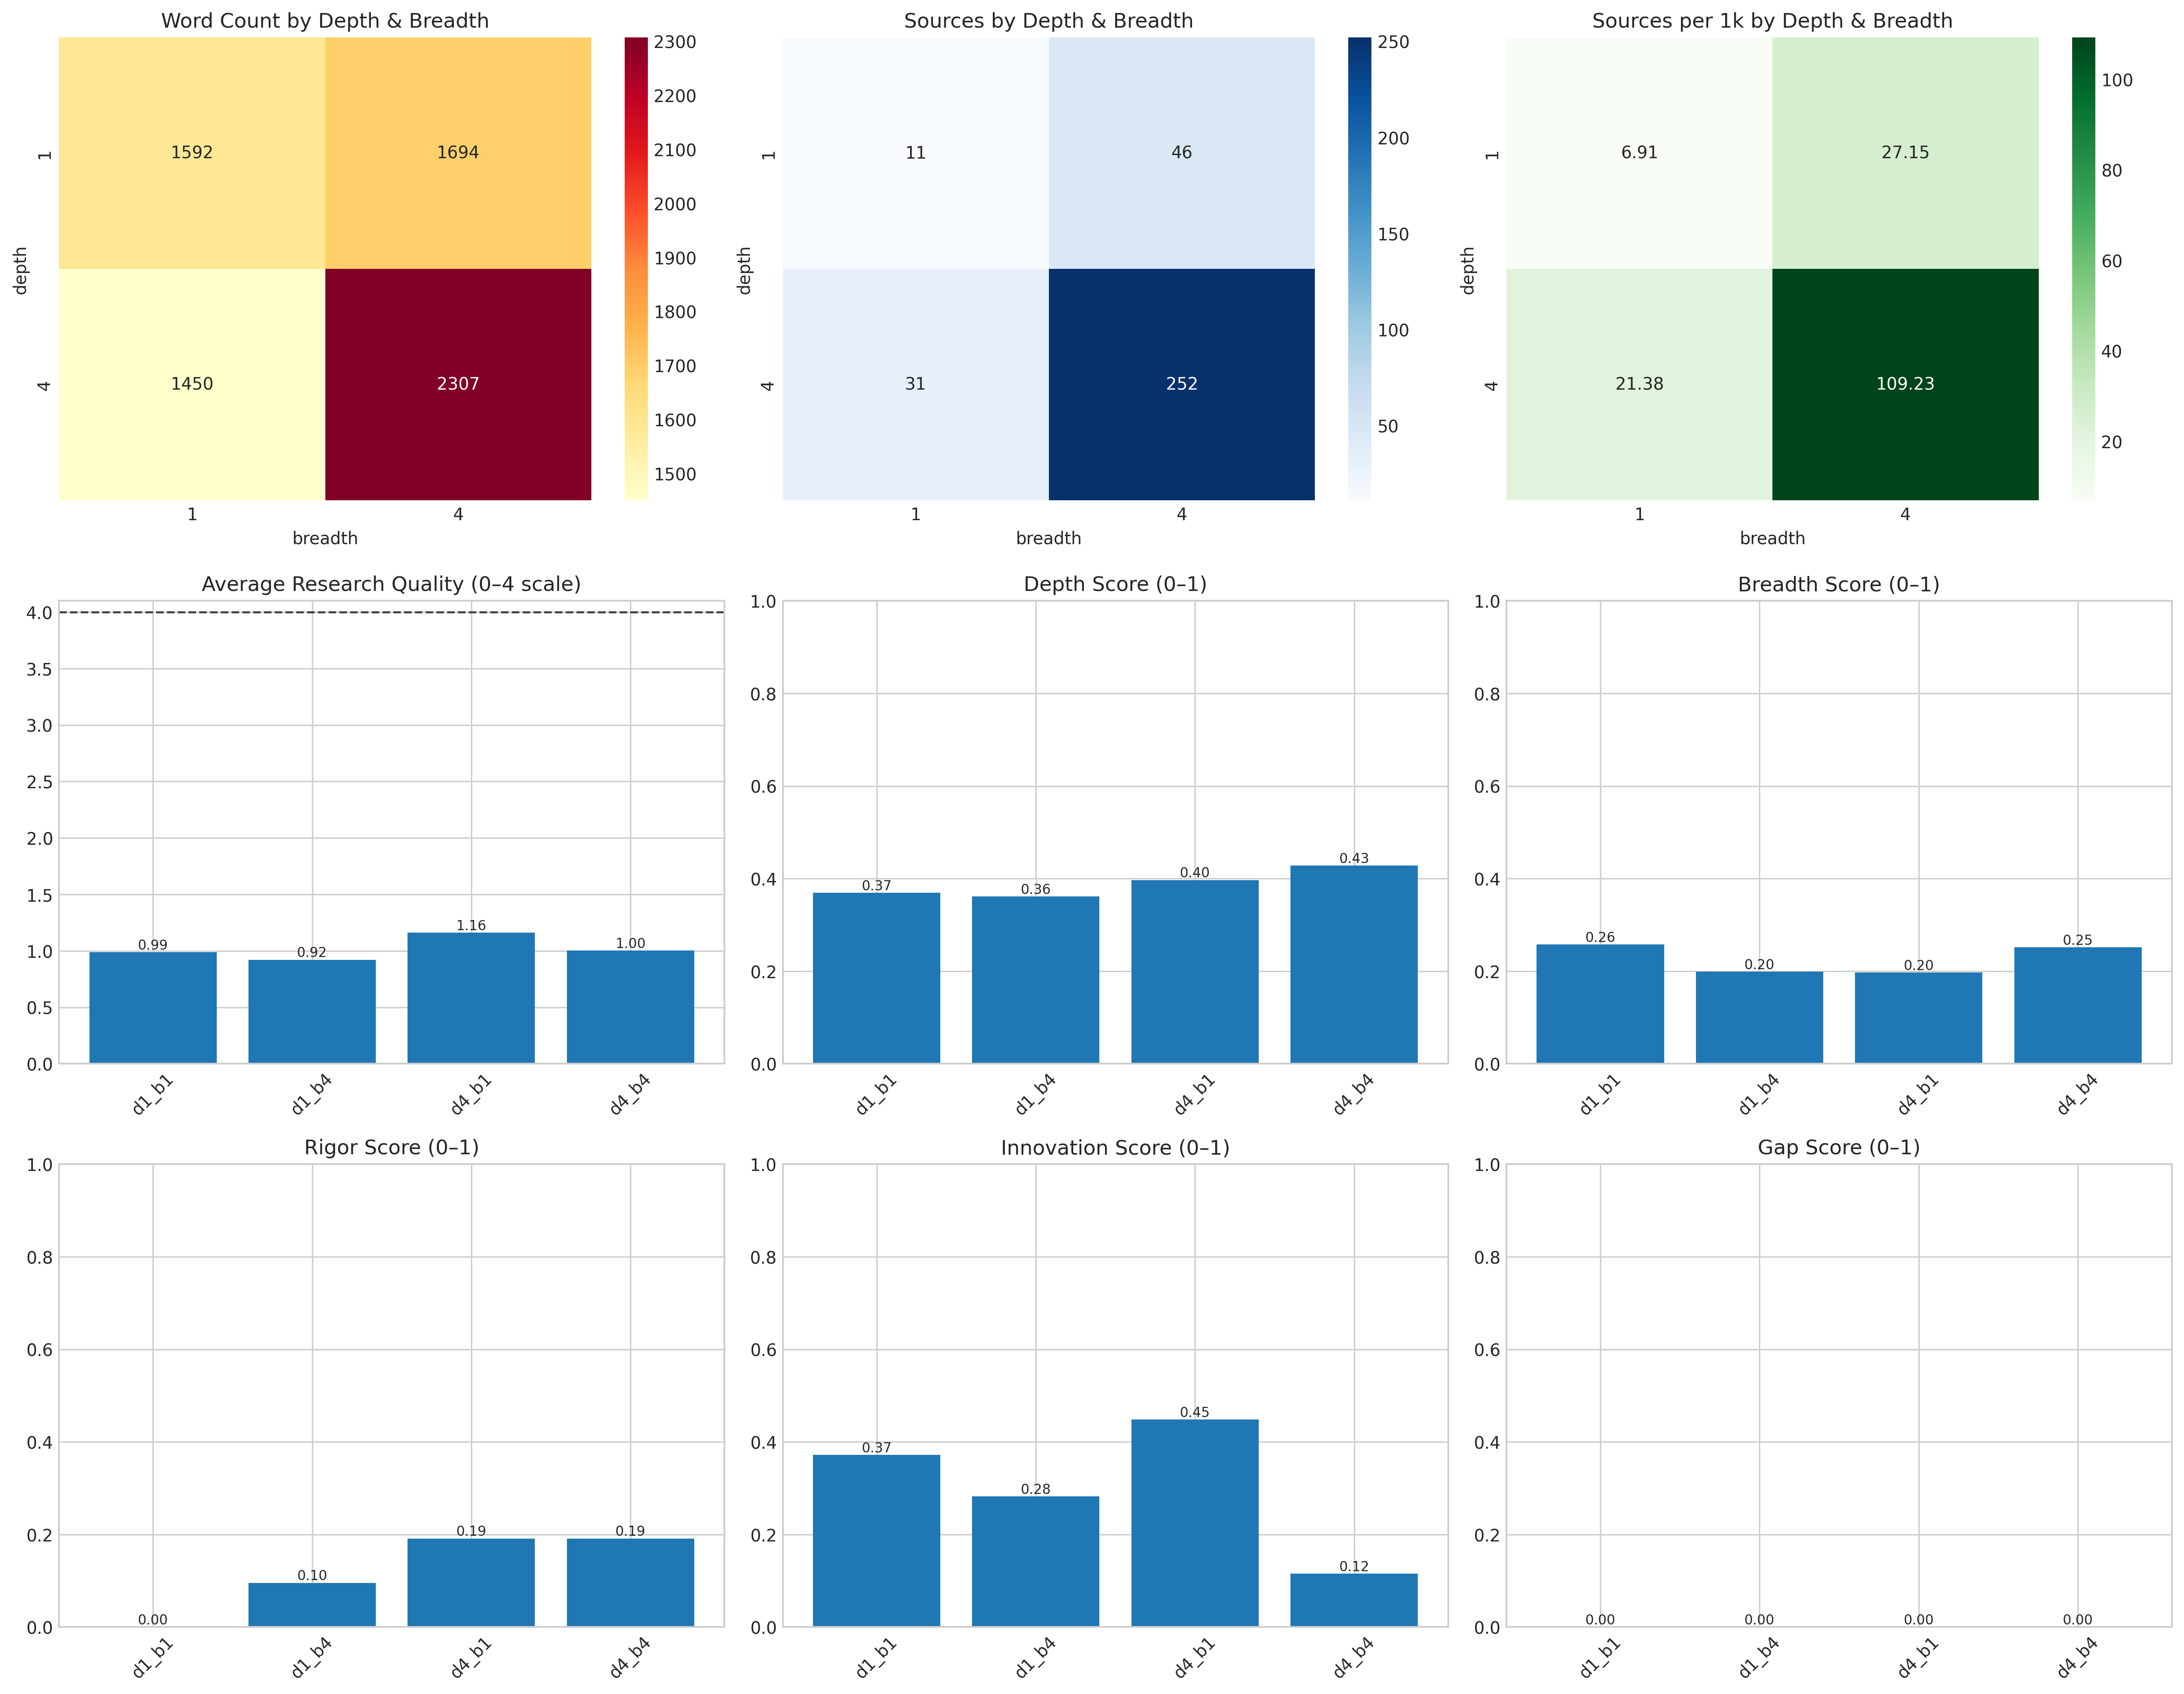 Word Count by Depth & Breadth
1592 1694
1450 2307
depth
1
4
1 4
breadth
2300
2200
2100
2000
1900
1800
1700
1600
1500
Sources by Depth & Breadth
11 46
31 252
depth
1
4
1 4
breadth
250
200
150
100
50
Sources per 1k by Depth & Breadth
6.91 27.15
21.38 109.23
depth
1
4
1 4
breadth
100
80
60
40
20
Average Research Quality (0–4 scale)
4.0
3.5
3.0
2.5
2.0
1.5
1.0
0.5
0.0
0.99 0.92 1.16 1.00
d1_b1 d1_b4 d4_b1 d4_b4
Depth Score (0–1)
1.0
0.8
0.6
0.4
0.2
0.0
0.37 0.36 0.40 0.43
d1_b1 d1_b4 d4_b1 d4_b4
Breadth Score (0–1)
1.0
0.8
0.6
0.4
0.2
0.0
0.26 0.20 0.20 0.25
d1_b1 d1_b4 d4_b1 d4_b4
Rigor Score (0–1)
1.0
0.8
0.6
0.4
0.2
0.0
0.00 0.10 0.19 0.19
d1_b1 d1_b4 d4_b1 d4_b4
Innovation Score (0–1)
1.0
0.8
0.6
0.4
0.2
0.0
0.37 0.28 0.45 0.12
d1_b1 d1_b4 d4_b1 d4_b4
Gap Score (0–1)
1.0
0.8
0.6
0.4
0.2
0.0
0.00 0.00 0.00 0.00
d1_b1 d1_b4 d4_b1 d4_b4